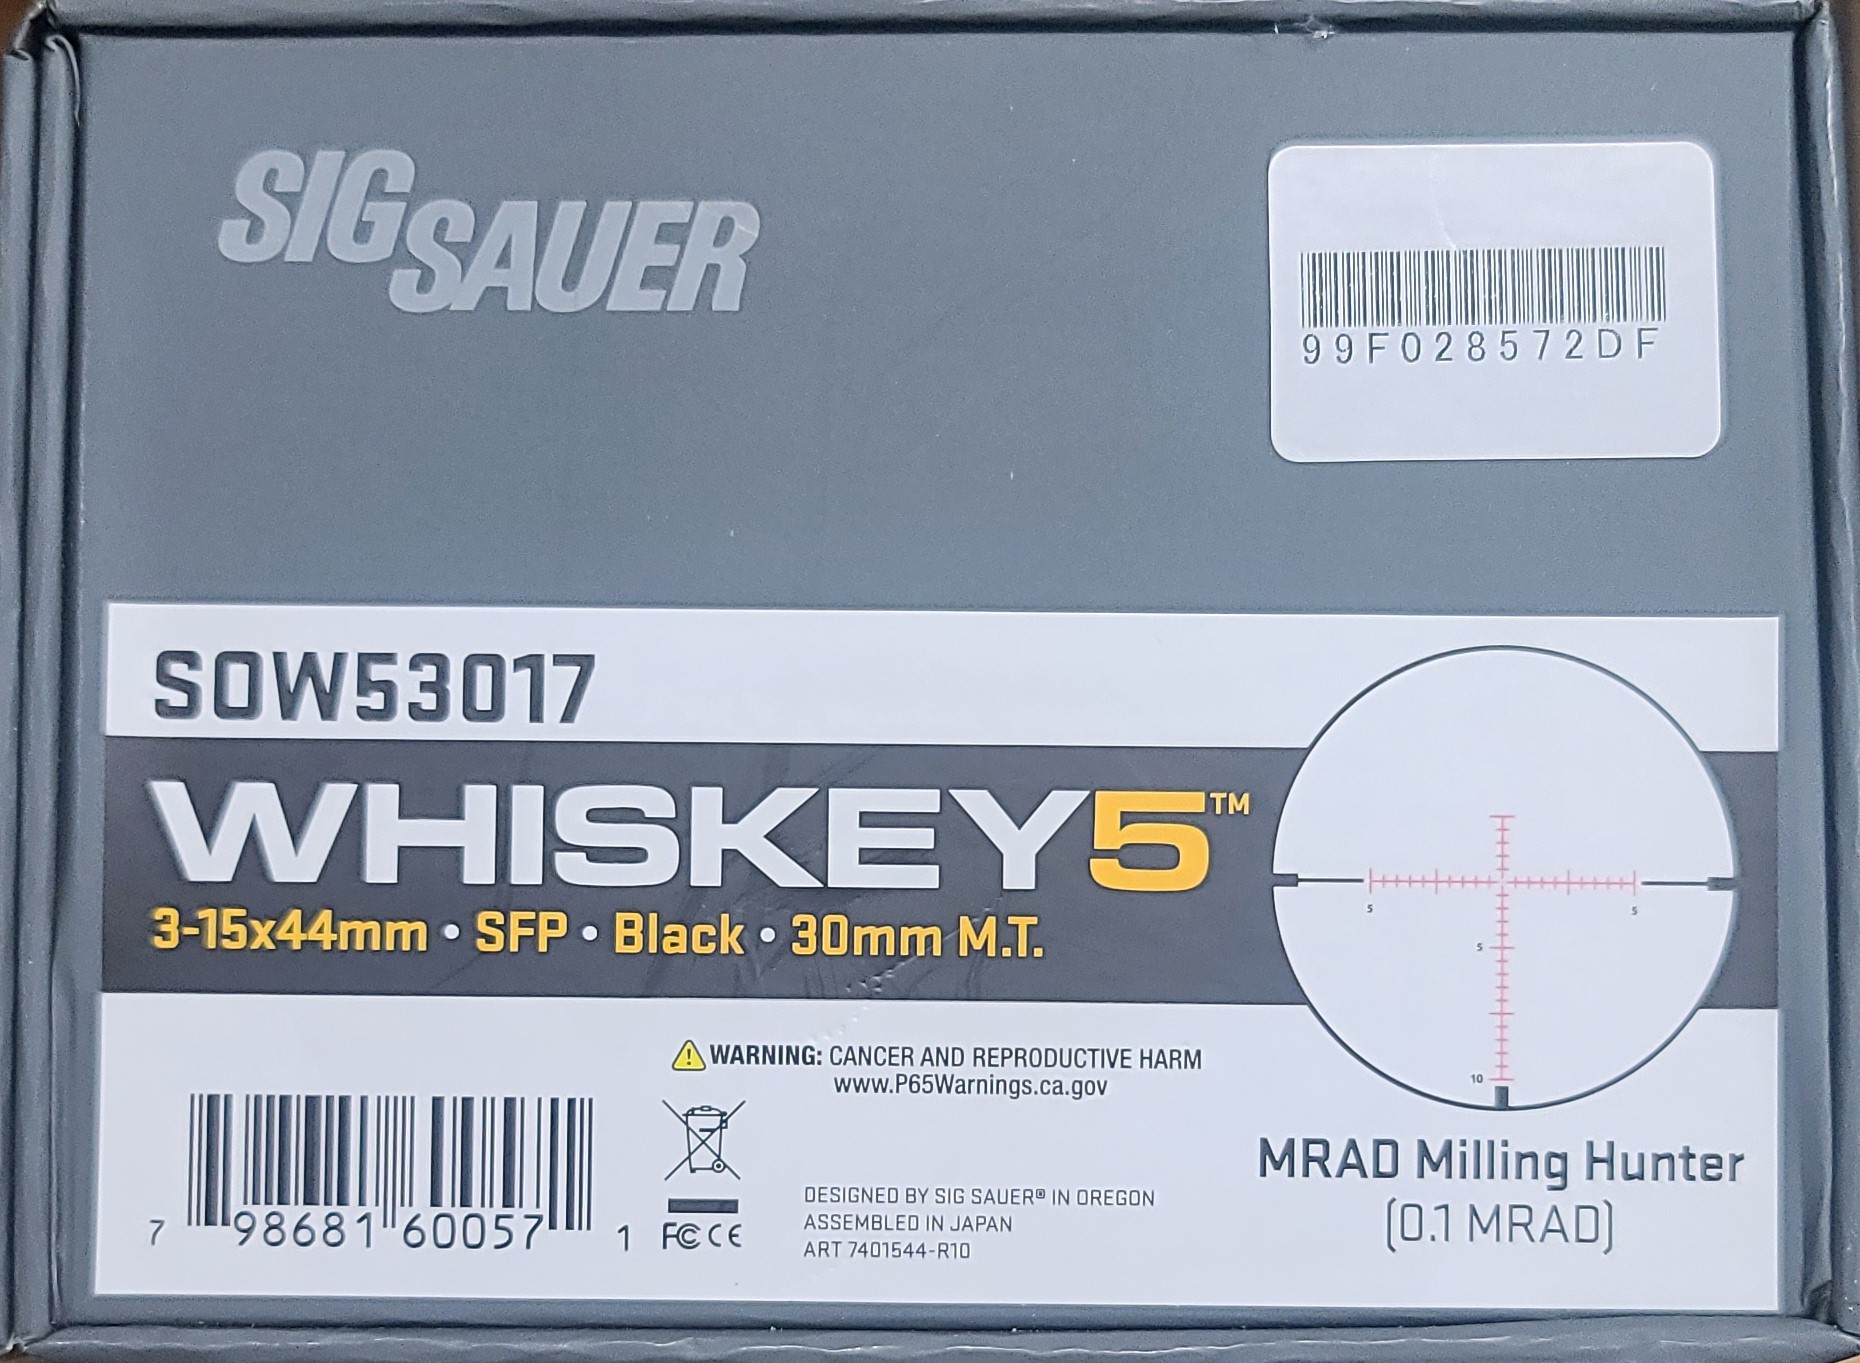 SIG SAUER
99F028572DF
SOW53017
WHISKEY5™
3-15x44mm • SFP • Black • 30mm M.T.
5
5
5
10
WARNING: CANCER AND REPRODUCTIVE HARM
www.P65Warnings.ca.gov
MRAD Milling Hunter
(0.1 MRAD)
7 98681 60057 1
FC CE
DESIGNED BY SIG SAUER® IN OREGON
ASSEMBLED IN JAPAN
ART 7401544-R10